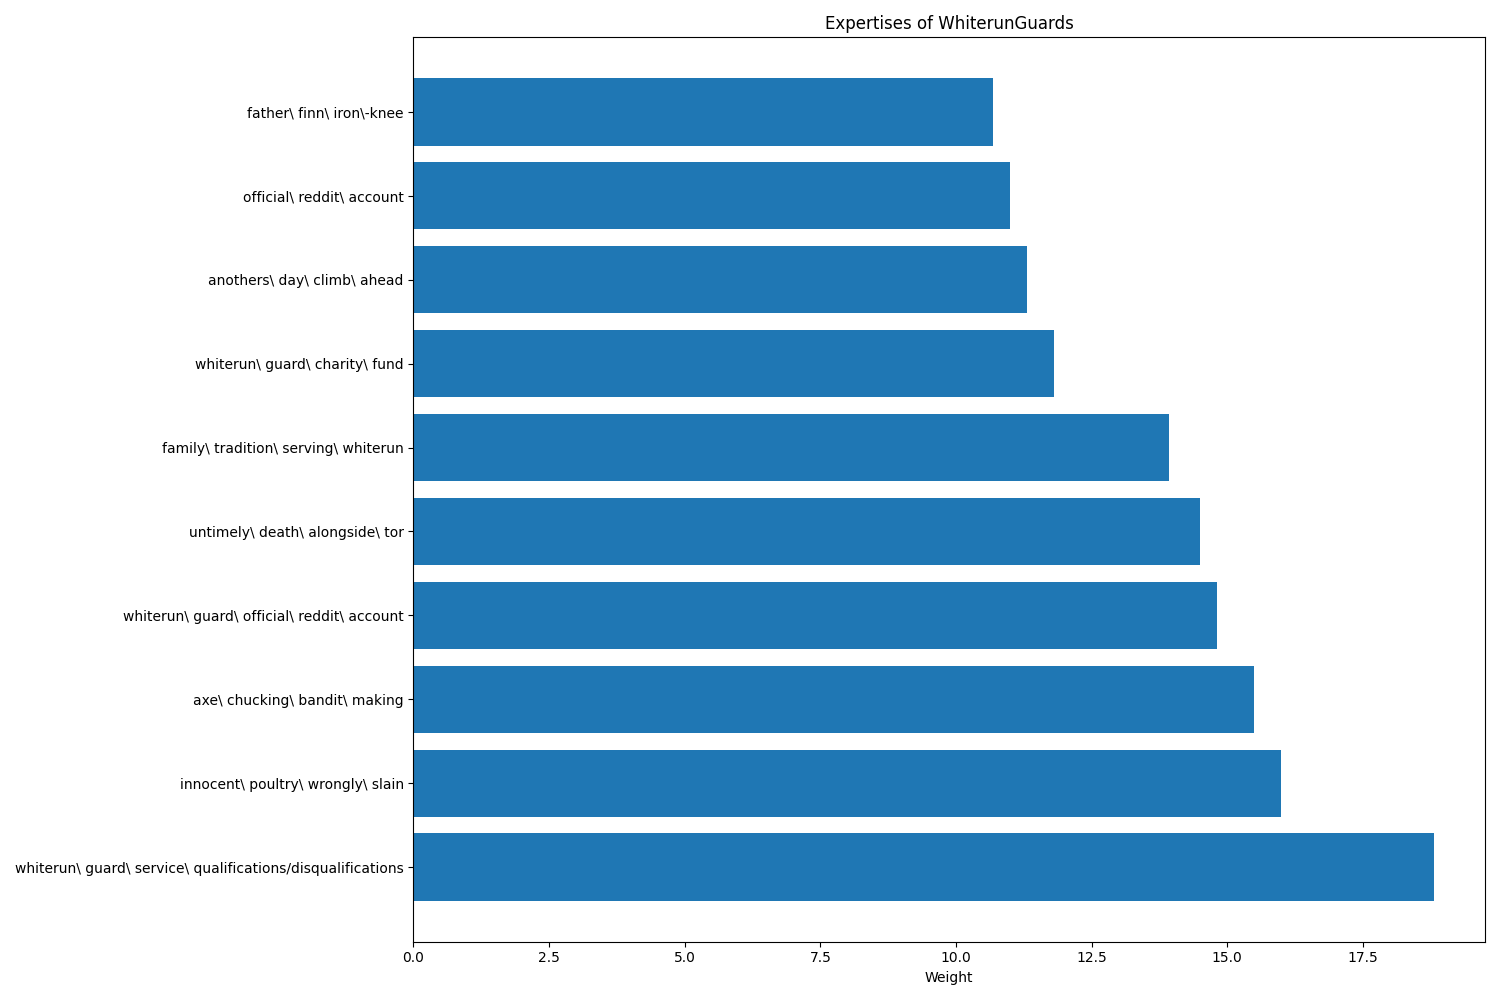 Expertises of WhiterunGuards
father\ finn\ iron\-knee
official\ reddit\ account
anothers\ day\ climb\ ahead
whiterun\ guard\ charity\ fund
family\ tradition\ serving\ whiterun
untimely\ death\ alongside\ tor
whiterun\ guard\ official\ reddit\ account
axe\ chucking\ bandit\ making
innocent\ poultry\ wrongly\ slain
whiterun\ guard\ service\ qualifications/disqualifications
0.0 2.5 5.0 7.5 10.0 12.5 15.0 17.5
Weight